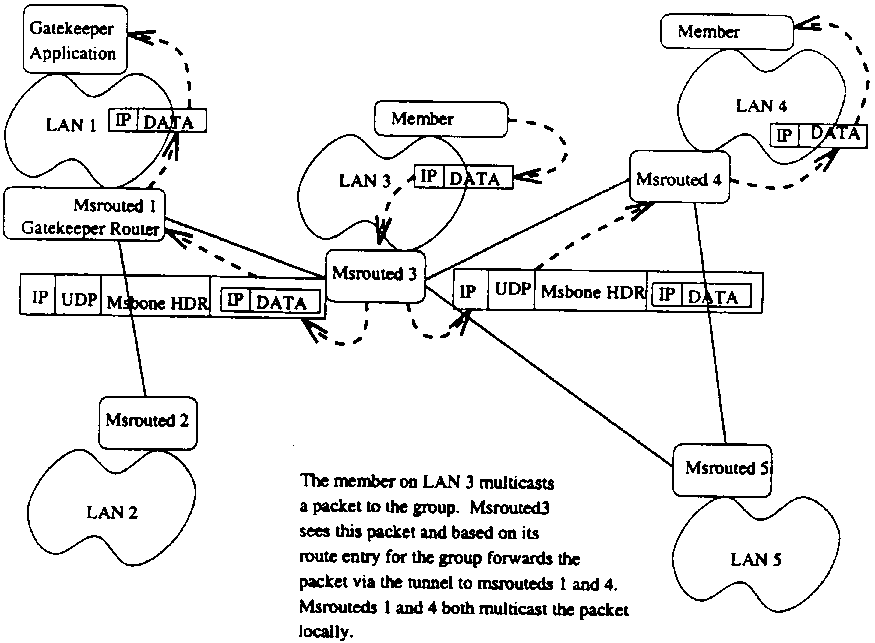 Gatekeeper
Application
Member
LAN 1
IP DATA
Member
LAN 4
IP DATA
LAN 3
IP DATA
Msrouted 4
Msrouted 1
Gatekeeper Router
Msrouted 3
IP UDP Msbone HDR IP DATA
IP UDP Msbone HDR IP DATA
Msrouted 2
LAN 2
Msrouted 5
LAN 5
The member on LAN 3 multicasts
a packet to the group. Msrouted3
sees this packet and based on its
route entry for the group forwards the
packet via the tunnel to msrouteds 1 and 4.
Msrouteds 1 and 4 both multicast the packet
locally.